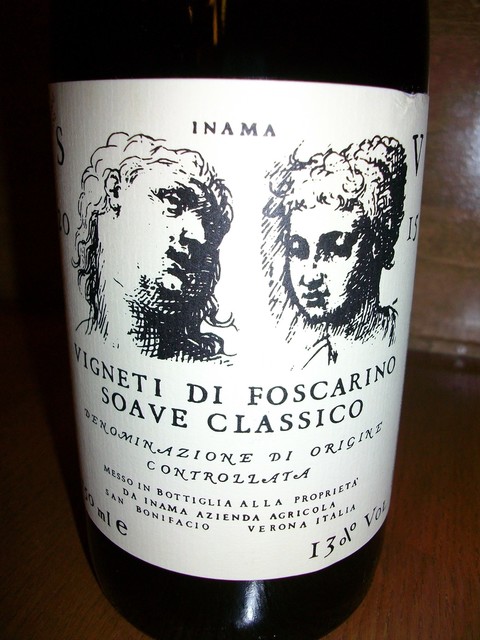 INAMA
S
V
VIGNETI DI FOSCARINO
SOAVE CLASSICO
DENOMINAZIONE DI ORIGINE
CONTROLLATA
MESSO IN BOTTIGLIA ALLA PROPRIETA'
DA INAMA AZIENDA AGRICOLA
SAN BONIFACIO VERONA ITALIA
ml e
13% VOL